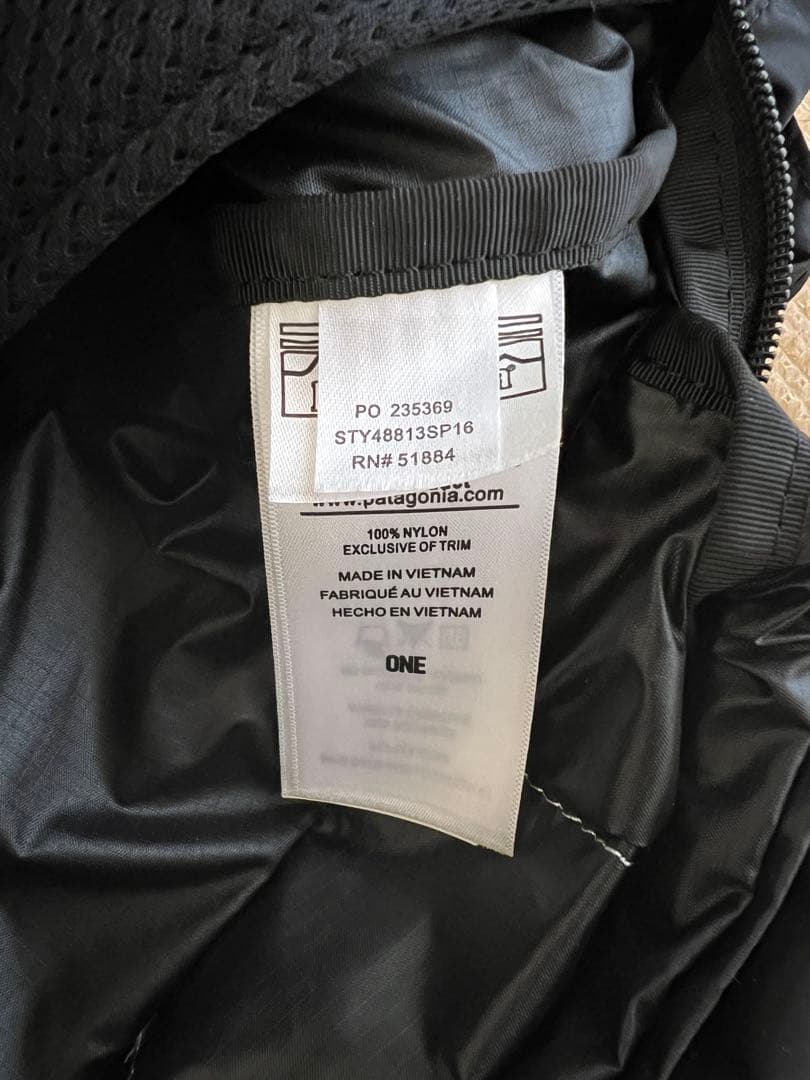 PO 235369
STY48813SP16
RN# 51884
www.patagonia.com
100% NYLON
EXCLUSIVE OF TRIM
MADE IN VIETNAM
FABRIQUÉ AU VIETNAM
HECHO EN VIETNAM
ONE